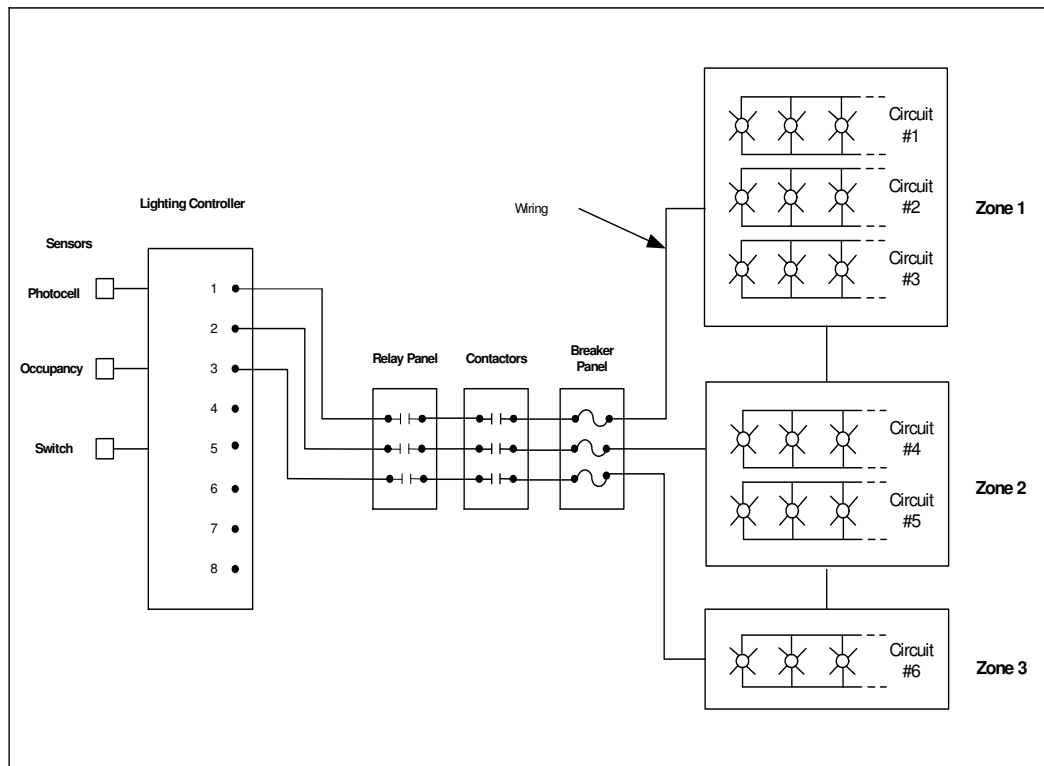 Lighting Controller
Sensors
Photocell
Occupancy
Switch
1
2
3
4
5
6
7
8
Relay Panel
Contactors
Breaker
Panel
Wiring
Circuit
#1
Circuit
#2
Circuit
#3
Zone 1
Circuit
#4
Circuit
#5
Zone 2
Circuit
#6
Zone 3